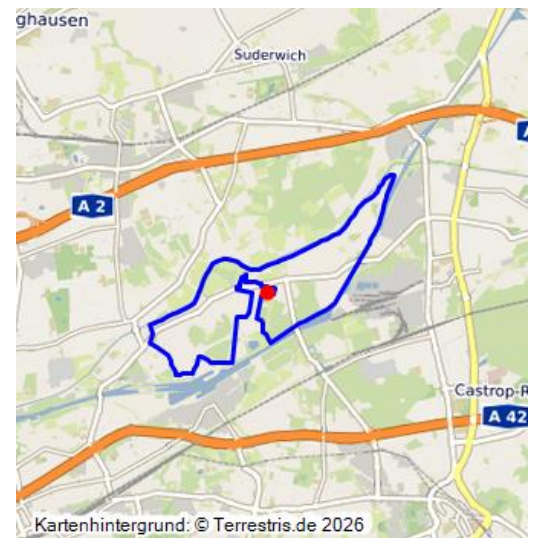 ghausen
Suderwich
A
A 2
Castrop-R
A 42
Kartenhintergrund: © Terrestris.de 2026